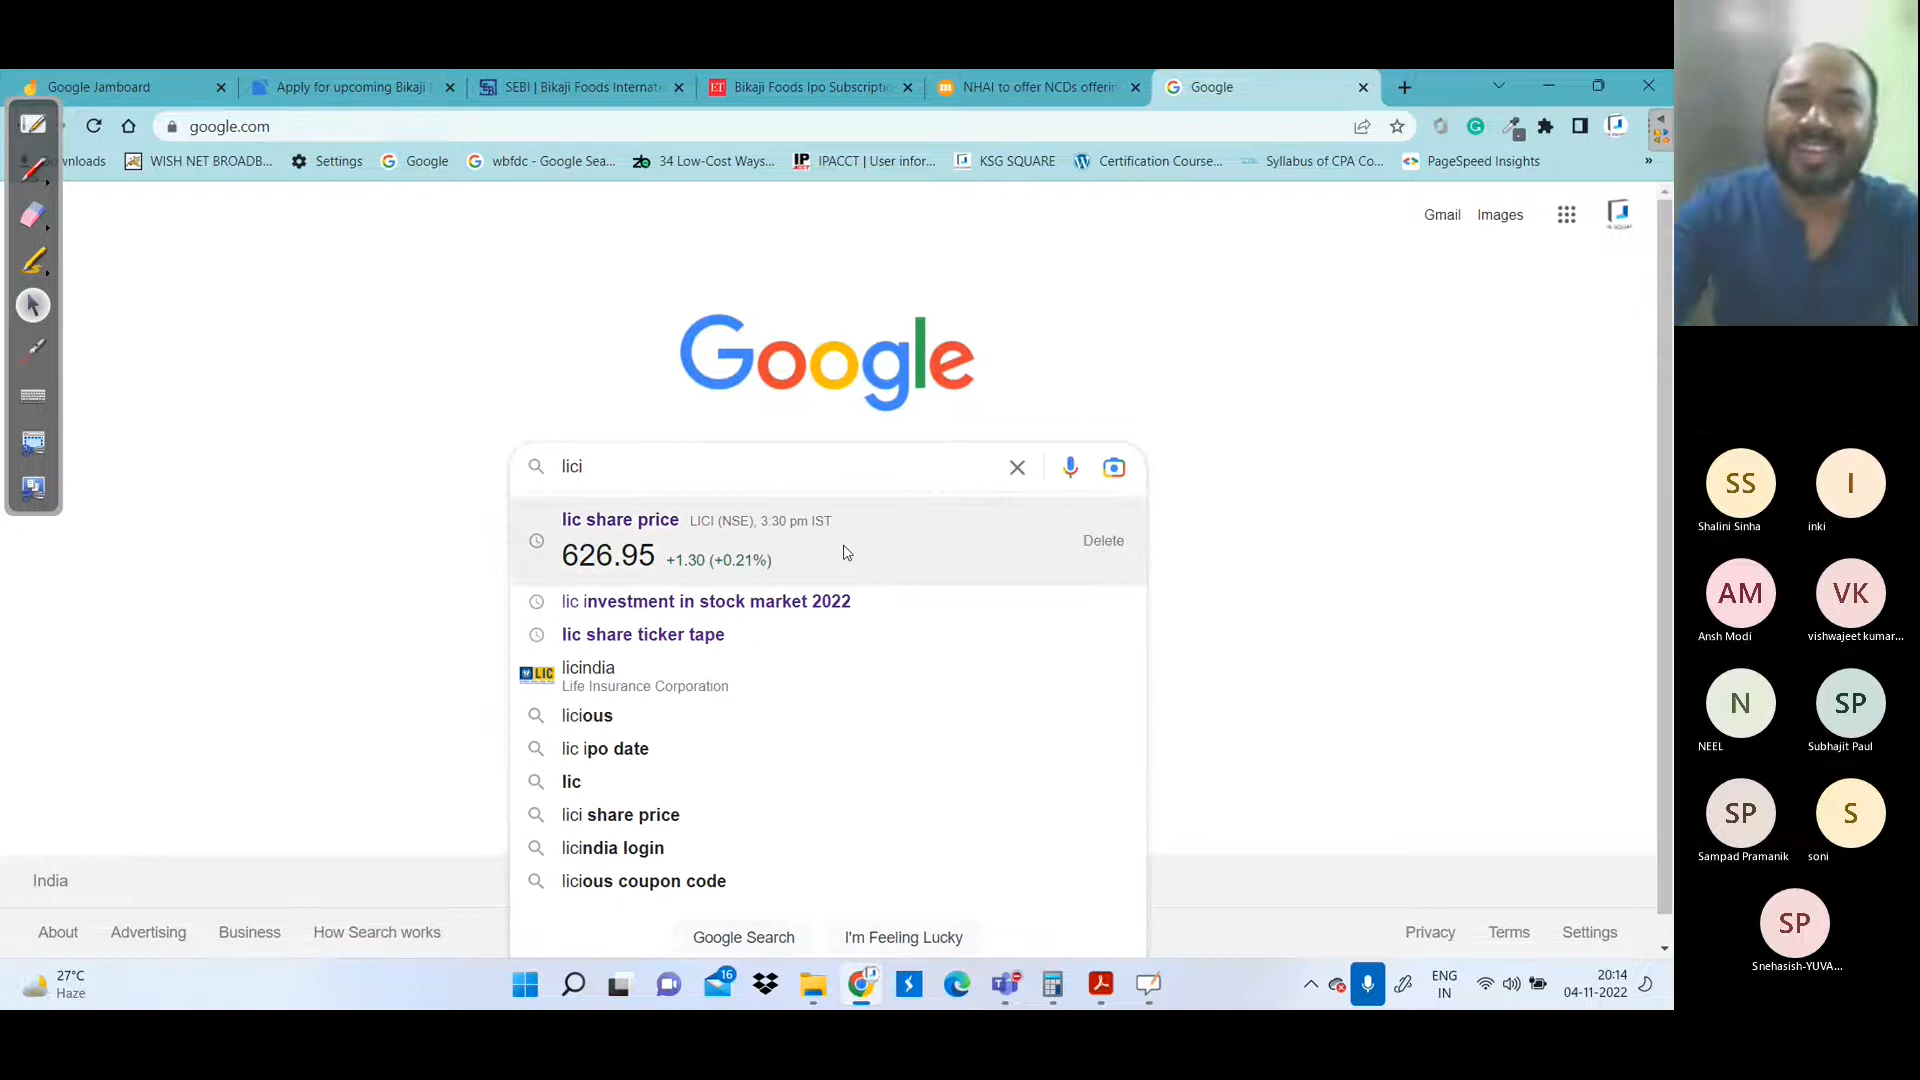 Google Jamboard
Apply for upcoming Bikaji
SEBI | Bikaji Foods Internat
ET
Bikaji Foods Ipo Subscripti
NHAI to offer NCDs offerin
Google
google.com
wnloads
WISH NET BROADB...
Settings
Google
wbfdc - Google Sea...
34 Low-Cost Ways...
IPACCT | User infor...
KSG SQUARE
Certification Course...
Syllabus of CPA Co...
PageSpeed Insights
»
Gmail
Images
Google
lici
lic share price LICI (NSE), 3:30 pm IST
626.95 +1.30 (+0.21%)
Delete
lic investment in stock market 2022
lic share ticker tape
LIC
licindia
Life Insurance Corporation
licious
lic ipo date
lic
lici share price
licindia login
licious coupon code
Google Search
I'm Feeling Lucky
India
About
Advertising
Business
How Search works
Privacy
Terms
Settings
27°C
Haze
16
ENG
IN
20:14
04-11-2022
SS
Shalini Sinha
I
inki
AM
Ansh Modi
VK
vishwajeet kumar...
N
NEEL
SP
Subhajit Paul
SP
Sampad Pramanik
S
soni
SP
Snehasish-YUVA...